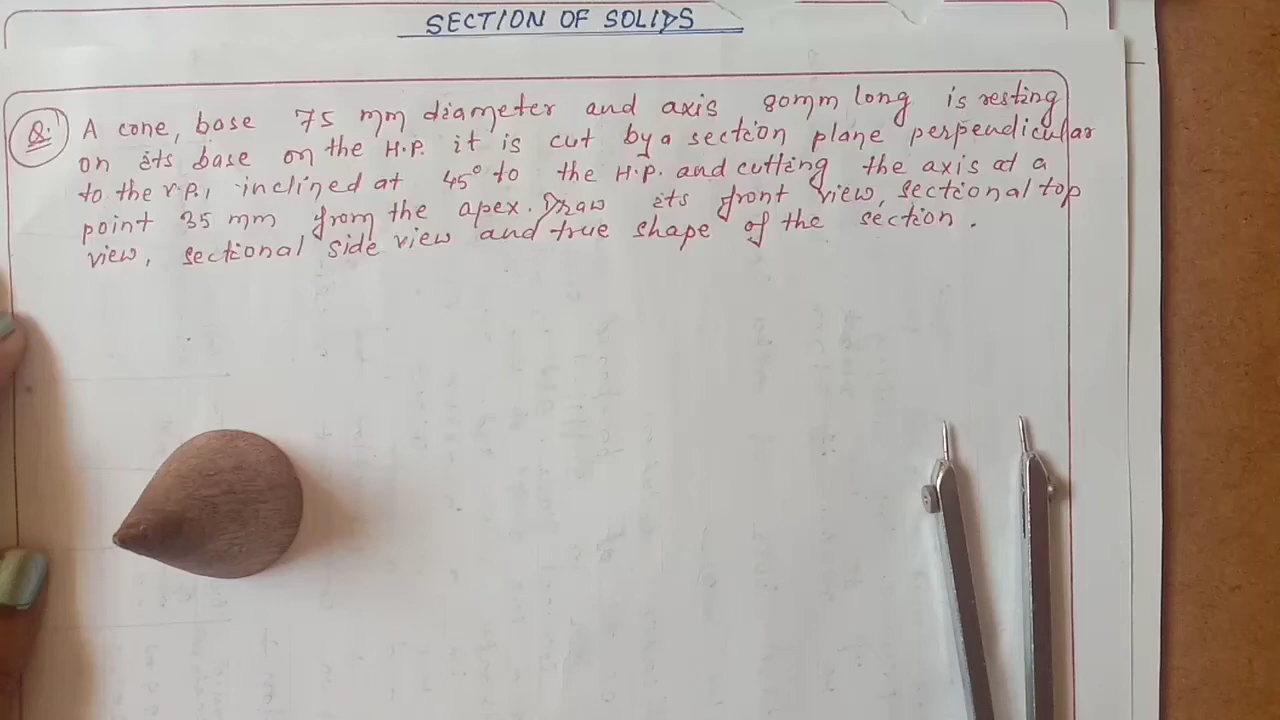 SECTION OF SOLIDS
Q. A cone, base 75 mm diameter and axis 80mm long is resting
on its base on the H.P. it is cut by a section plane perpendicular
to the V.P., inclined at 45° to the H.P. and cutting the axis at a
point 35 mm from the apex. Draw its front view, sectional top
view, sectional side view and true shape of the section.